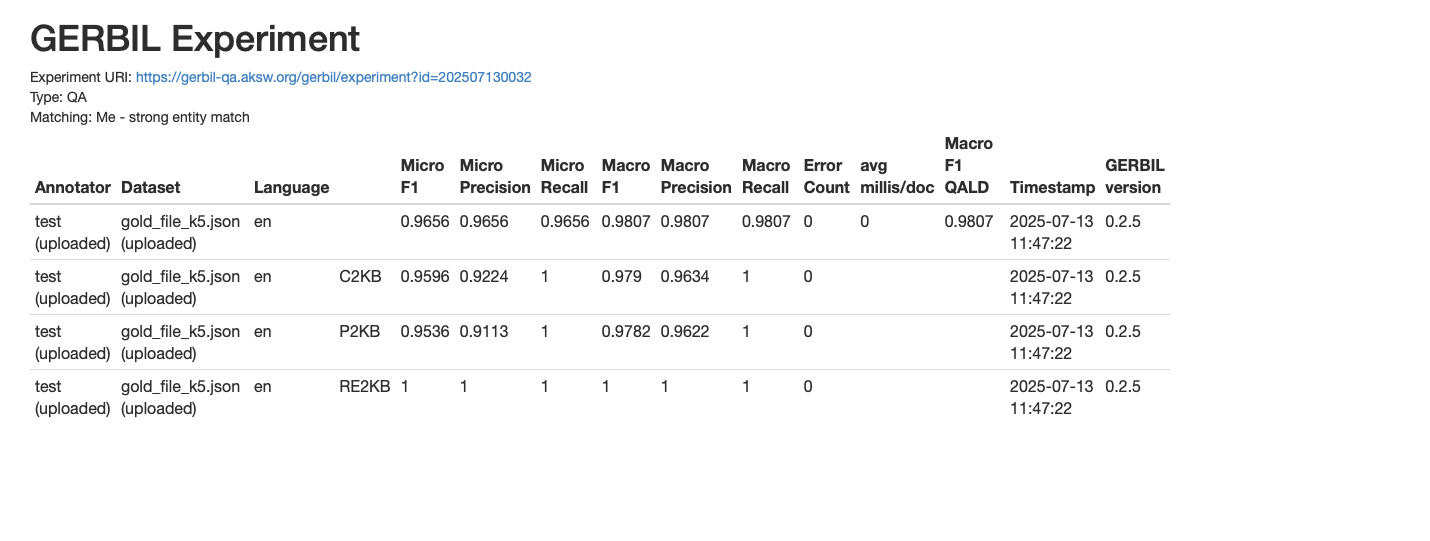 GERBIL Experiment
Experiment URI: https://gerbil-qa.aksw.org/gerbil/experiment?id=202507130032
Type: QA
Matching: Me - strong entity match
Annotator Dataset Language Micro F1 Micro Precision Micro Recall Macro F1 Macro Precision Macro Recall Error Count avg millis/doc Macro F1 QALD Timestamp GERBIL version
test gold_file_k5.json en 0.9656 0.9656 0.9656 0.9807 0.9807 0.9807 0 0 0.9807 2025-07-13 0.2.5
(uploaded) (uploaded) 11:47:22
test gold_file_k5.json en C2KB 0.9596 0.9224 1 0.979 0.9634 1 0 2025-07-13 0.2.5
(uploaded) (uploaded) 11:47:22
test gold_file_k5.json en P2KB 0.9536 0.9113 1 0.9782 0.9622 1 0 2025-07-13 0.2.5
(uploaded) (uploaded) 11:47:22
test gold_file_k5.json en RE2KB 1 1 1 1 1 1 0 2025-07-13 0.2.5
(uploaded) (uploaded) 11:47:22